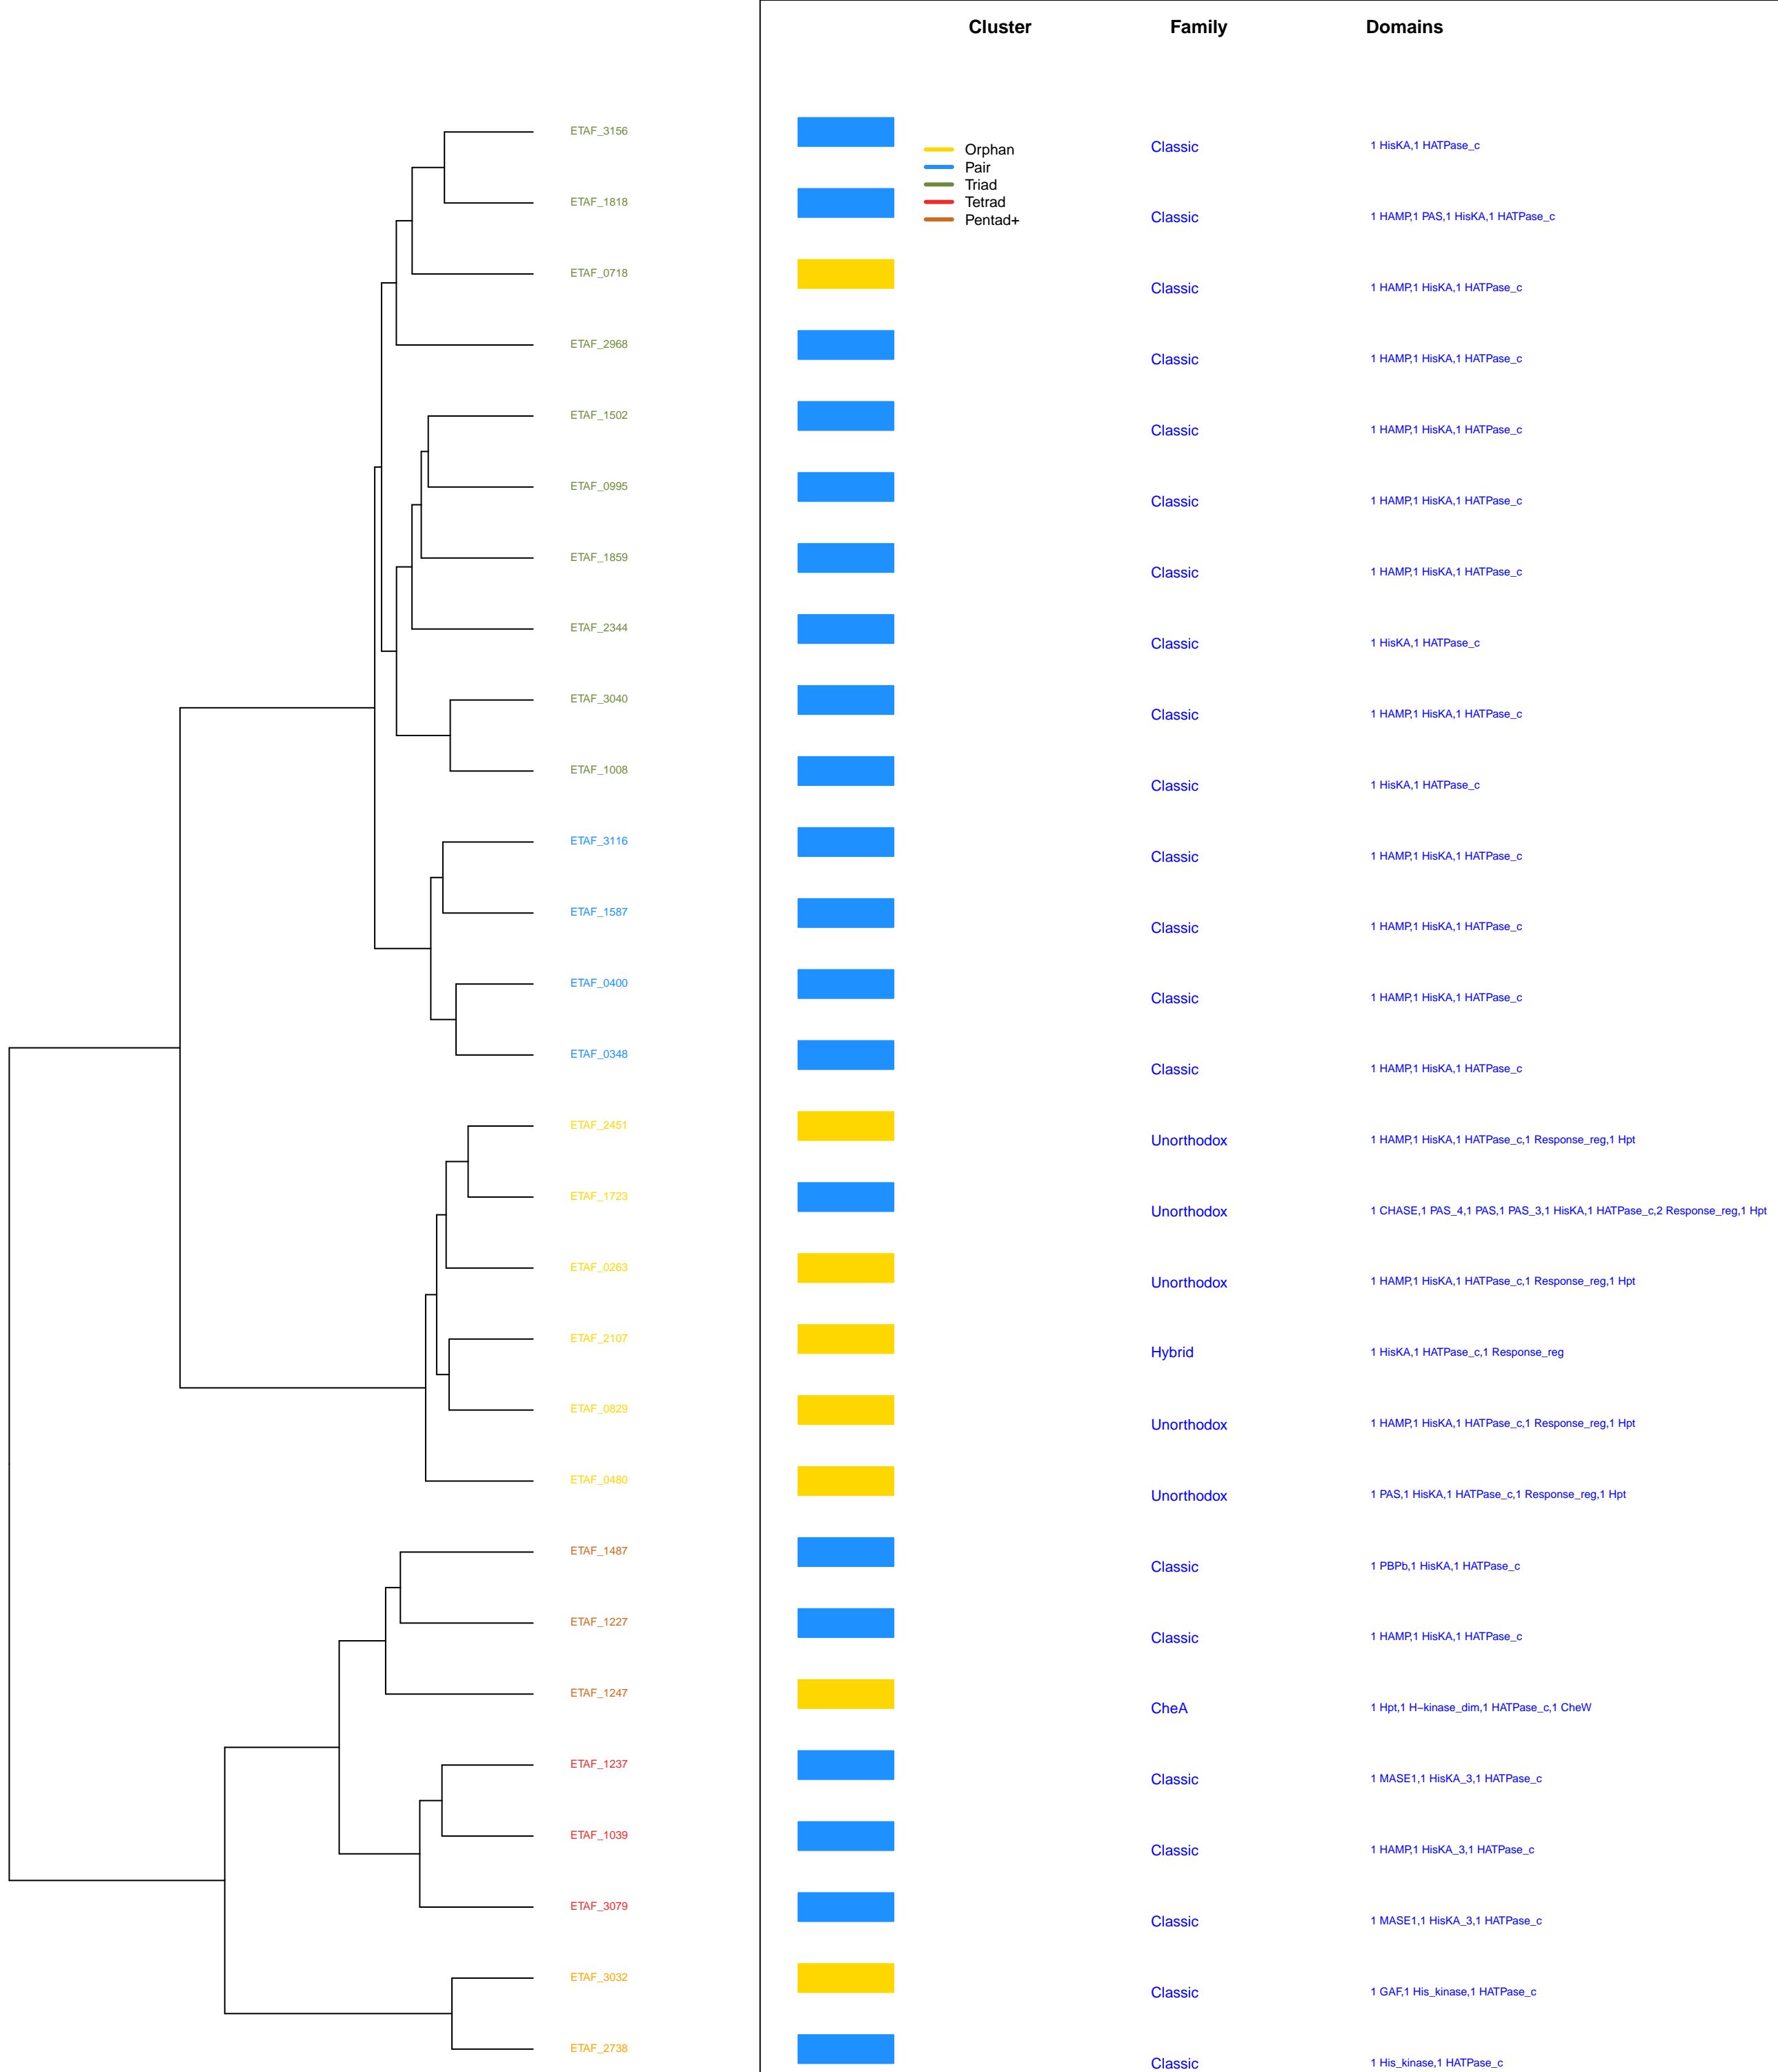 Cluster Family Domains
ETAF_3156 Classic 1 HisKA,1 HATPase_c
Orphan
Pair
Triad
Tetrad
Pentad+
ETAF_1818 Classic 1 HAMP,1 PAS,1 HisKA,1 HATPase_c
ETAF_0718 Classic 1 HAMP,1 HisKA,1 HATPase_c
ETAF_2968 Classic 1 HAMP,1 HisKA,1 HATPase_c
ETAF_1502 Classic 1 HAMP,1 HisKA,1 HATPase_c
ETAF_0995 Classic 1 HAMP,1 HisKA,1 HATPase_c
ETAF_1859 Classic 1 HAMP,1 HisKA,1 HATPase_c
ETAF_2344 Classic 1 HisKA,1 HATPase_c
ETAF_3040 Classic 1 HAMP,1 HisKA,1 HATPase_c
ETAF_1008 Classic 1 HisKA,1 HATPase_c
ETAF_3116 Classic 1 HAMP,1 HisKA,1 HATPase_c
ETAF_1587 Classic 1 HAMP,1 HisKA,1 HATPase_c
ETAF_0400 Classic 1 HAMP,1 HisKA,1 HATPase_c
ETAF_0348 Classic 1 HAMP,1 HisKA,1 HATPase_c
ETAF_2451 Unorthodox 1 HAMP,1 HisKA,1 HATPase_c,1 Response_reg,1 Hpt
ETAF_1723 Unorthodox 1 CHASE,1 PAS_4,1 PAS,1 PAS_3,1 HisKA,1 HATPase_c,2 Response_reg,1 Hpt
ETAF_0263 Unorthodox 1 HAMP,1 HisKA,1 HATPase_c,1 Response_reg,1 Hpt
ETAF_2107 Hybrid 1 HisKA,1 HATPase_c,1 Response_reg
ETAF_0829 Unorthodox 1 HAMP,1 HisKA,1 HATPase_c,1 Response_reg,1 Hpt
ETAF_0480 Unorthodox 1 PAS,1 HisKA,1 HATPase_c,1 Response_reg,1 Hpt
ETAF_1487 Classic 1 PBPb,1 HisKA,1 HATPase_c
ETAF_1227 Classic 1 HAMP,1 HisKA,1 HATPase_c
ETAF_1247 CheA 1 Hpt,1 H−kinase_dim,1 HATPase_c,1 CheW
ETAF_1237 Classic 1 MASE1,1 HisKA_3,1 HATPase_c
ETAF_1039 Classic 1 HAMP,1 HisKA_3,1 HATPase_c
ETAF_3079 Classic 1 MASE1,1 HisKA_3,1 HATPase_c
ETAF_3032 Classic 1 GAF,1 His_kinase,1 HATPase_c
ETAF_2738 Classic 1 His_kinase,1 HATPase_c